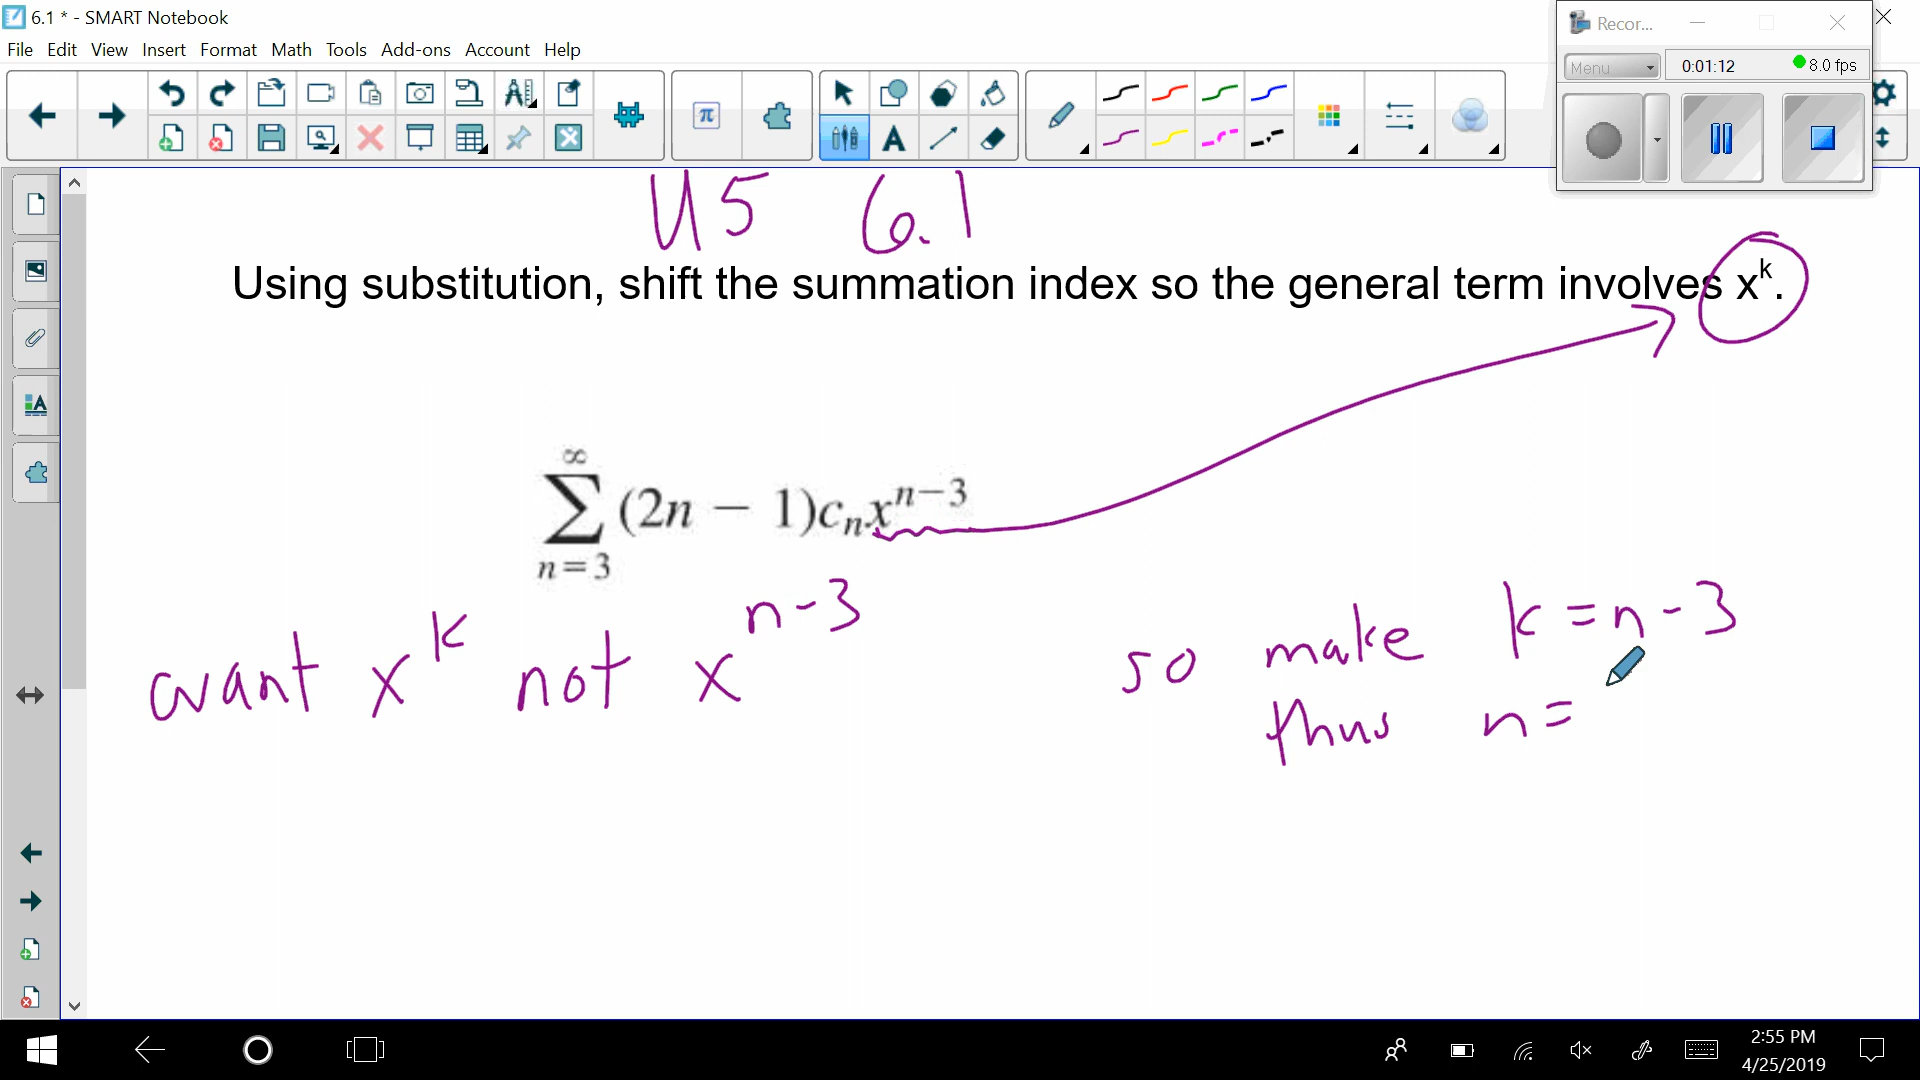 6.1 * - SMART Notebook
Recor...
File Edit View Insert Format Math Tools Add-ons Account Help
Menu 0:01:12 8.0 fps
π
A
A
U5 6.1
Using substitution, shift the summation index so the general term involves x^k.
∞
∑ (2n − 1)c_n x^{n−3}
n=3
want x^k not x^{n-3}
so make k = n - 3
thus n =
2:55 PM
4/25/2019